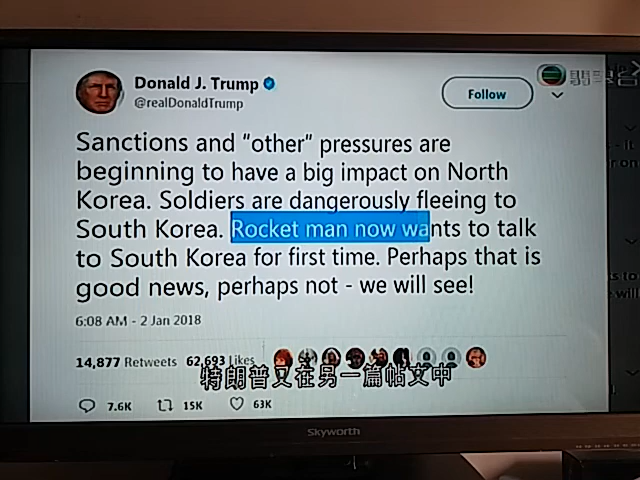 Donald J. Trump
@realDonaldTrump
Follow
翡翠台
Sanctions and "other" pressures are
beginning to have a big impact on North
Korea. Soldiers are dangerously fleeing to
South Korea. Rocket man now wants to talk
to South Korea for first time. Perhaps that is
good news, perhaps not - we will see!
6:08 AM - 2 Jan 2018
14,877 Retweets 62,693 Likes
特朗普又在另一篇帖文中
7.6K 15K 63K
Skyworth